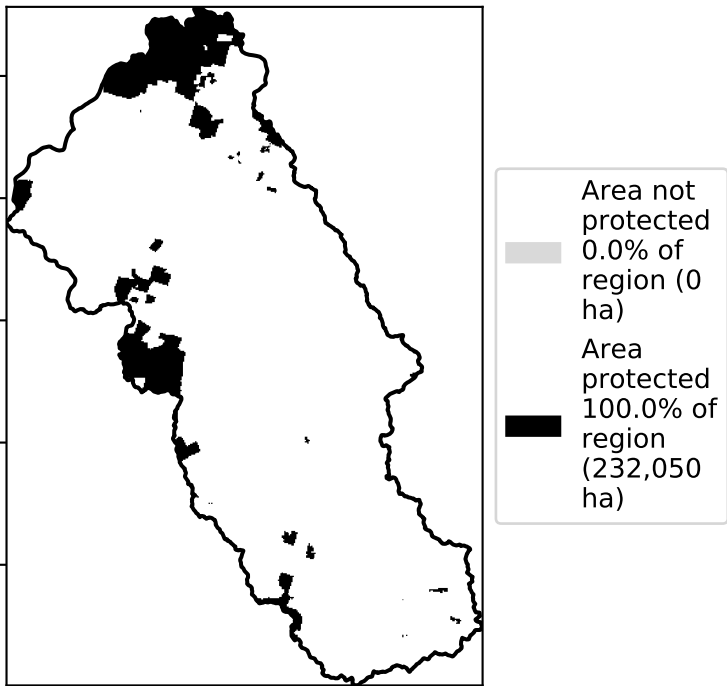 Area not
protected
0.0% of
region (0
ha)
Area
protected
100.0% of
region
(232,050
ha)